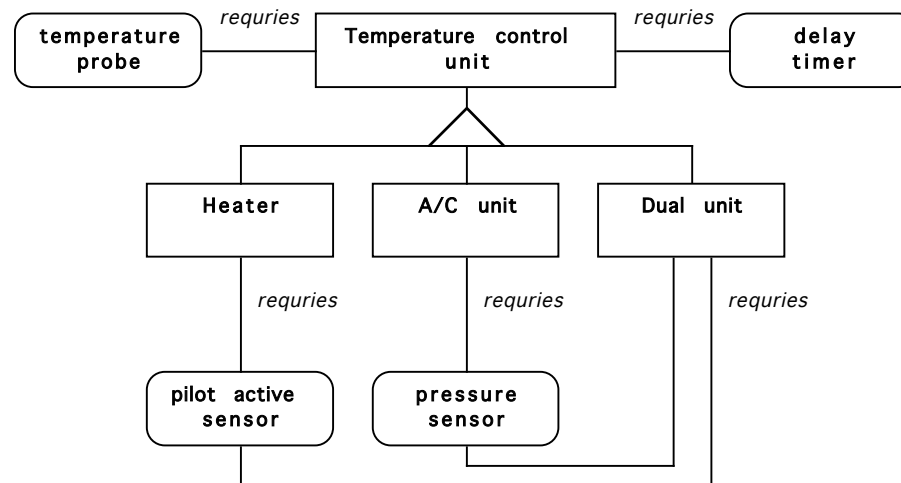 requries
requries
temperature
probe
Temperature control
unit
delay
timer
Heater
A/C unit
Dual unit
requries
requries
requries
pilot active
sensor
pressure
sensor